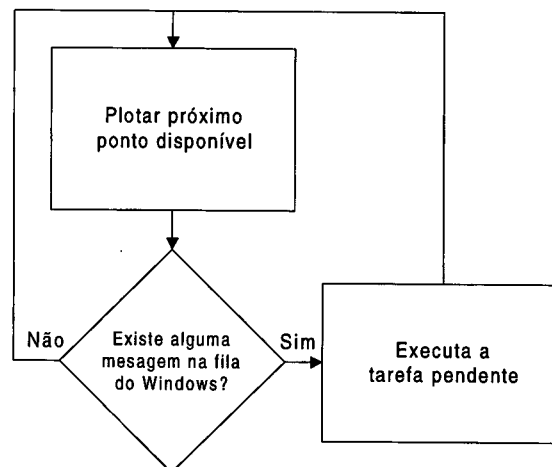 Plotar próximo
ponto disponível
Não
Existe alguma
mesagem na fila
do Windows?
Sim
Executa a
tarefa pendente